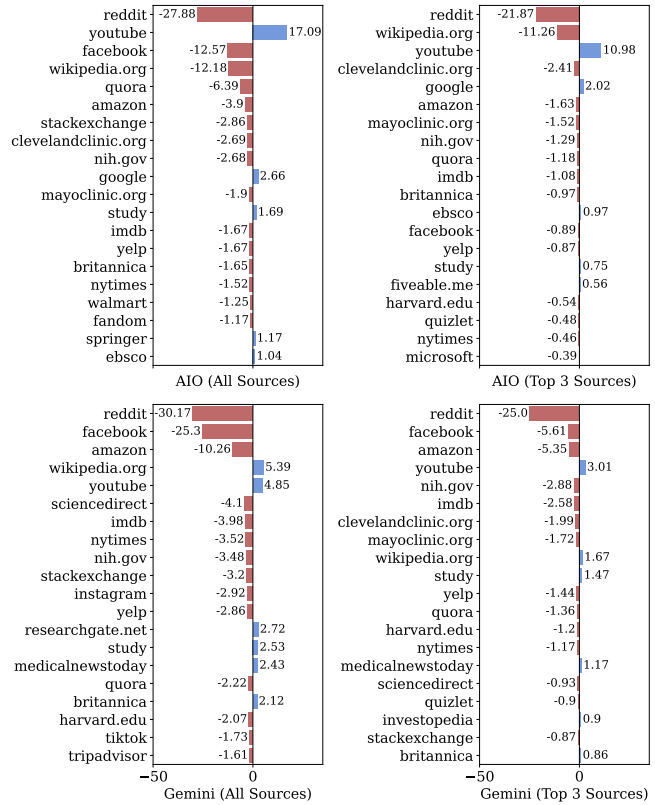 reddit -27.88
youtube 17.09
facebook -12.57
wikipedia.org -12.18
quora -6.39
amazon -3.9
stackexchange -2.86
clevelandclinic.org -2.69
nih.gov -2.68
google 2.66
mayoclinic.org -1.9
study 1.69
imdb -1.67
yelp -1.67
britannica -1.65
nytimes -1.52
walmart -1.25
fandom -1.17
springer 1.17
ebsco 1.04
AIO (All Sources)
reddit -21.87
wikipedia.org -11.26
youtube 10.98
clevelandclinic.org -2.41
google 2.02
amazon -1.63
mayoclinic.org -1.52
nih.gov -1.29
quora -1.18
imdb -1.08
britannica -0.97
ebsco 0.97
facebook -0.89
yelp -0.87
study 0.75
fiveable.me 0.56
harvard.edu -0.54
quizlet -0.48
nytimes -0.46
microsoft -0.39
AIO (Top 3 Sources)
reddit -30.17
facebook -25.3
amazon -10.26
wikipedia.org 5.39
youtube 4.85
sciencedirect -4.1
imdb -3.98
nytimes -3.52
nih.gov -3.48
stackexchange -3.2
instagram -2.92
yelp -2.86
researchgate.net 2.72
study 2.53
medicalnewstoday 2.43
quora -2.22
britannica 2.12
harvard.edu -2.07
tiktok -1.73
tripadvisor -1.61
−50 0
Gemini (All Sources)
reddit -25.0
facebook -5.61
amazon -5.35
youtube 3.01
nih.gov -2.88
imdb -2.58
clevelandclinic.org -1.99
mayoclinic.org -1.72
wikipedia.org 1.67
study 1.47
yelp -1.44
quora -1.36
harvard.edu -1.2
nytimes -1.17
medicalnewstoday 1.17
sciencedirect -0.93
quizlet -0.9
investopedia 0.9
stackexchange -0.87
britannica 0.86
−50 0
Gemini (Top 3 Sources)